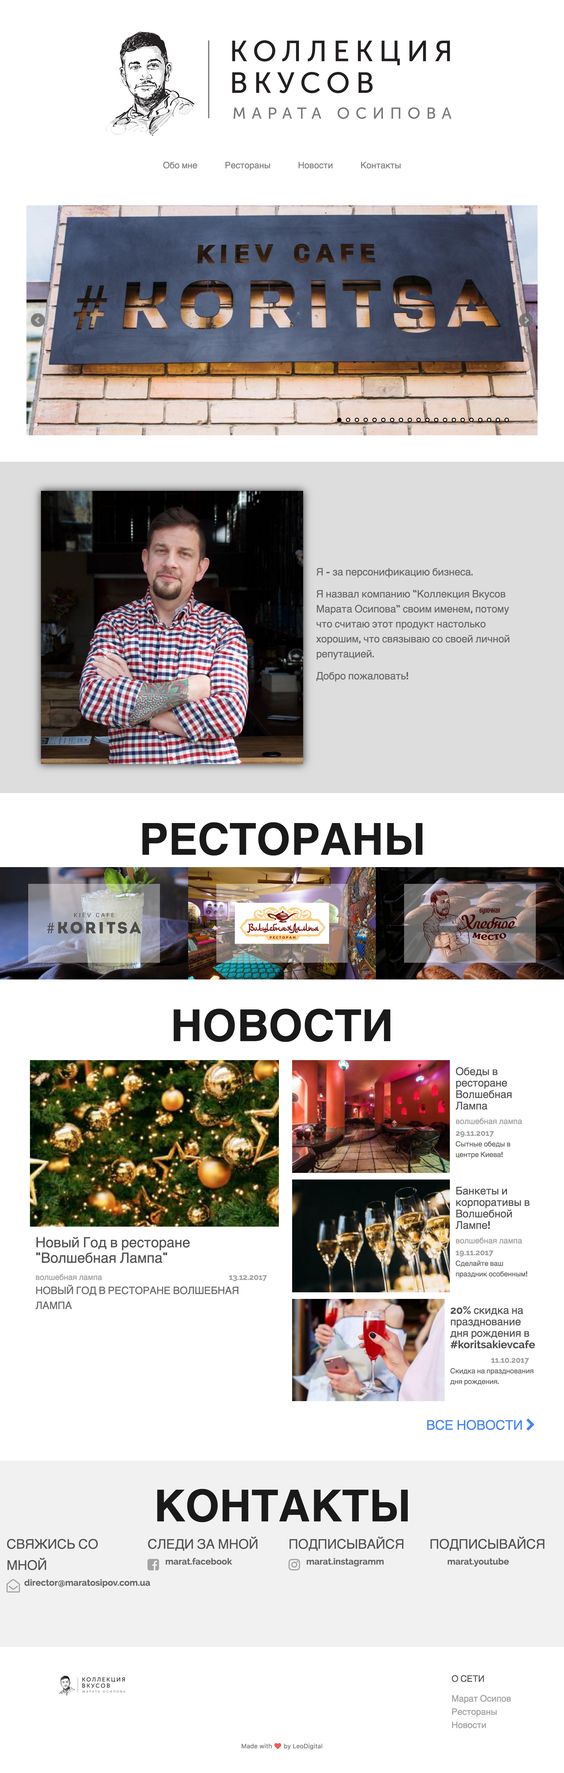 КОЛЛЕКЦИЯ
ВКУСОВ
МАРАТА ОСИПОВА
Обо мне Рестораны Новости Контакты
KIEV CAFE
#KORITSA
Я - за персонификацию бизнеса.
Я назвал компанию "Коллекция Вкусов
Марата Осипова" своим именем, потому
что считаю этот продукт настолько
хорошим, что связываю со своей личной
репутацией.
Добро пожаловать!
РЕСТОРАНЫ
KIEV CAFE
#KORITSA
Волшебная Лампа
РЕСТОРАН
булочная
Хлебное
место
НОВОСТИ
Новый Год в ресторане
"Волшебная Лампа"
волшебная лампа 13.12.2017
НОВЫЙ ГОД В РЕСТОРАНЕ ВОЛШЕБНАЯ
ЛАМПА
Обеды в
ресторане
Волшебная
Лампа
волшебная лампа
29.11.2017
Сытные обеды в
центре Киева!
Банкеты и
корпоративы в
Волшебной
Лампе!
волшебная лампа
19.11.2017
Сделайте ваш
праздник особенным!
20% скидка на
празднование
дня рождения в
#koritsakievcafe
11.10.2017
Скидка на празднования
дня рождения.
ВСЕ НОВОСТИ
КОНТАКТЫ
СВЯЖИСЬ СО
МНОЙ
director@maratosipov.com.ua
СЛЕДИ ЗА МНОЙ
marat.facebook
ПОДПИСЫВАЙСЯ
marat.instagramm
ПОДПИСЫВАЙСЯ
marat.youtube
КОЛЛЕКЦИЯ
ВКУСОВ
МАРАТА ОСИПОВА
О СЕТИ
Марат Осипов
Рестораны
Новости
Made with ❤ by LeoDigital